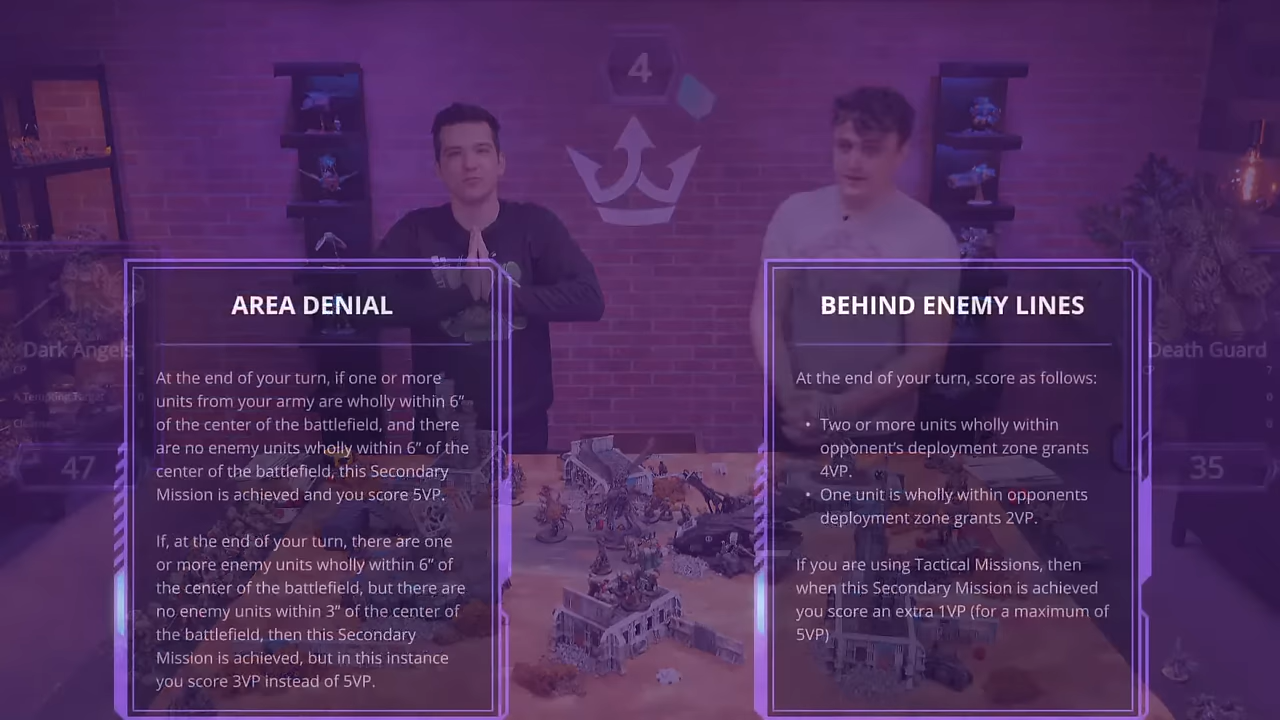 4
AREA DENIAL
At the end of your turn, if one or more
units from your army are wholly within 6”
of the center of the battlefield, and there
are no enemy units wholly within 6” of the
center of the battlefield, this Secondary
Mission is achieved and you score 5VP.
If, at the end of your turn, there are one
or more enemy units wholly within 6” of
the center of the battlefield, but there are
no enemy units within 3” of the center of
the battlefield, then this Secondary
Mission is achieved, but in this instance
you score 3VP instead of 5VP.
BEHIND ENEMY LINES
At the end of your turn, score as follows:
• Two or more units wholly within
opponent’s deployment zone grants
4VP.
• One unit is wholly within opponents
deployment zone grants 2VP.
If you are using Tactical Missions, then
when this Secondary Mission is achieved
you score an extra 1VP (for a maximum of
5VP)
Dark Angels
A Tempting Target 0
47
Death Guard
35